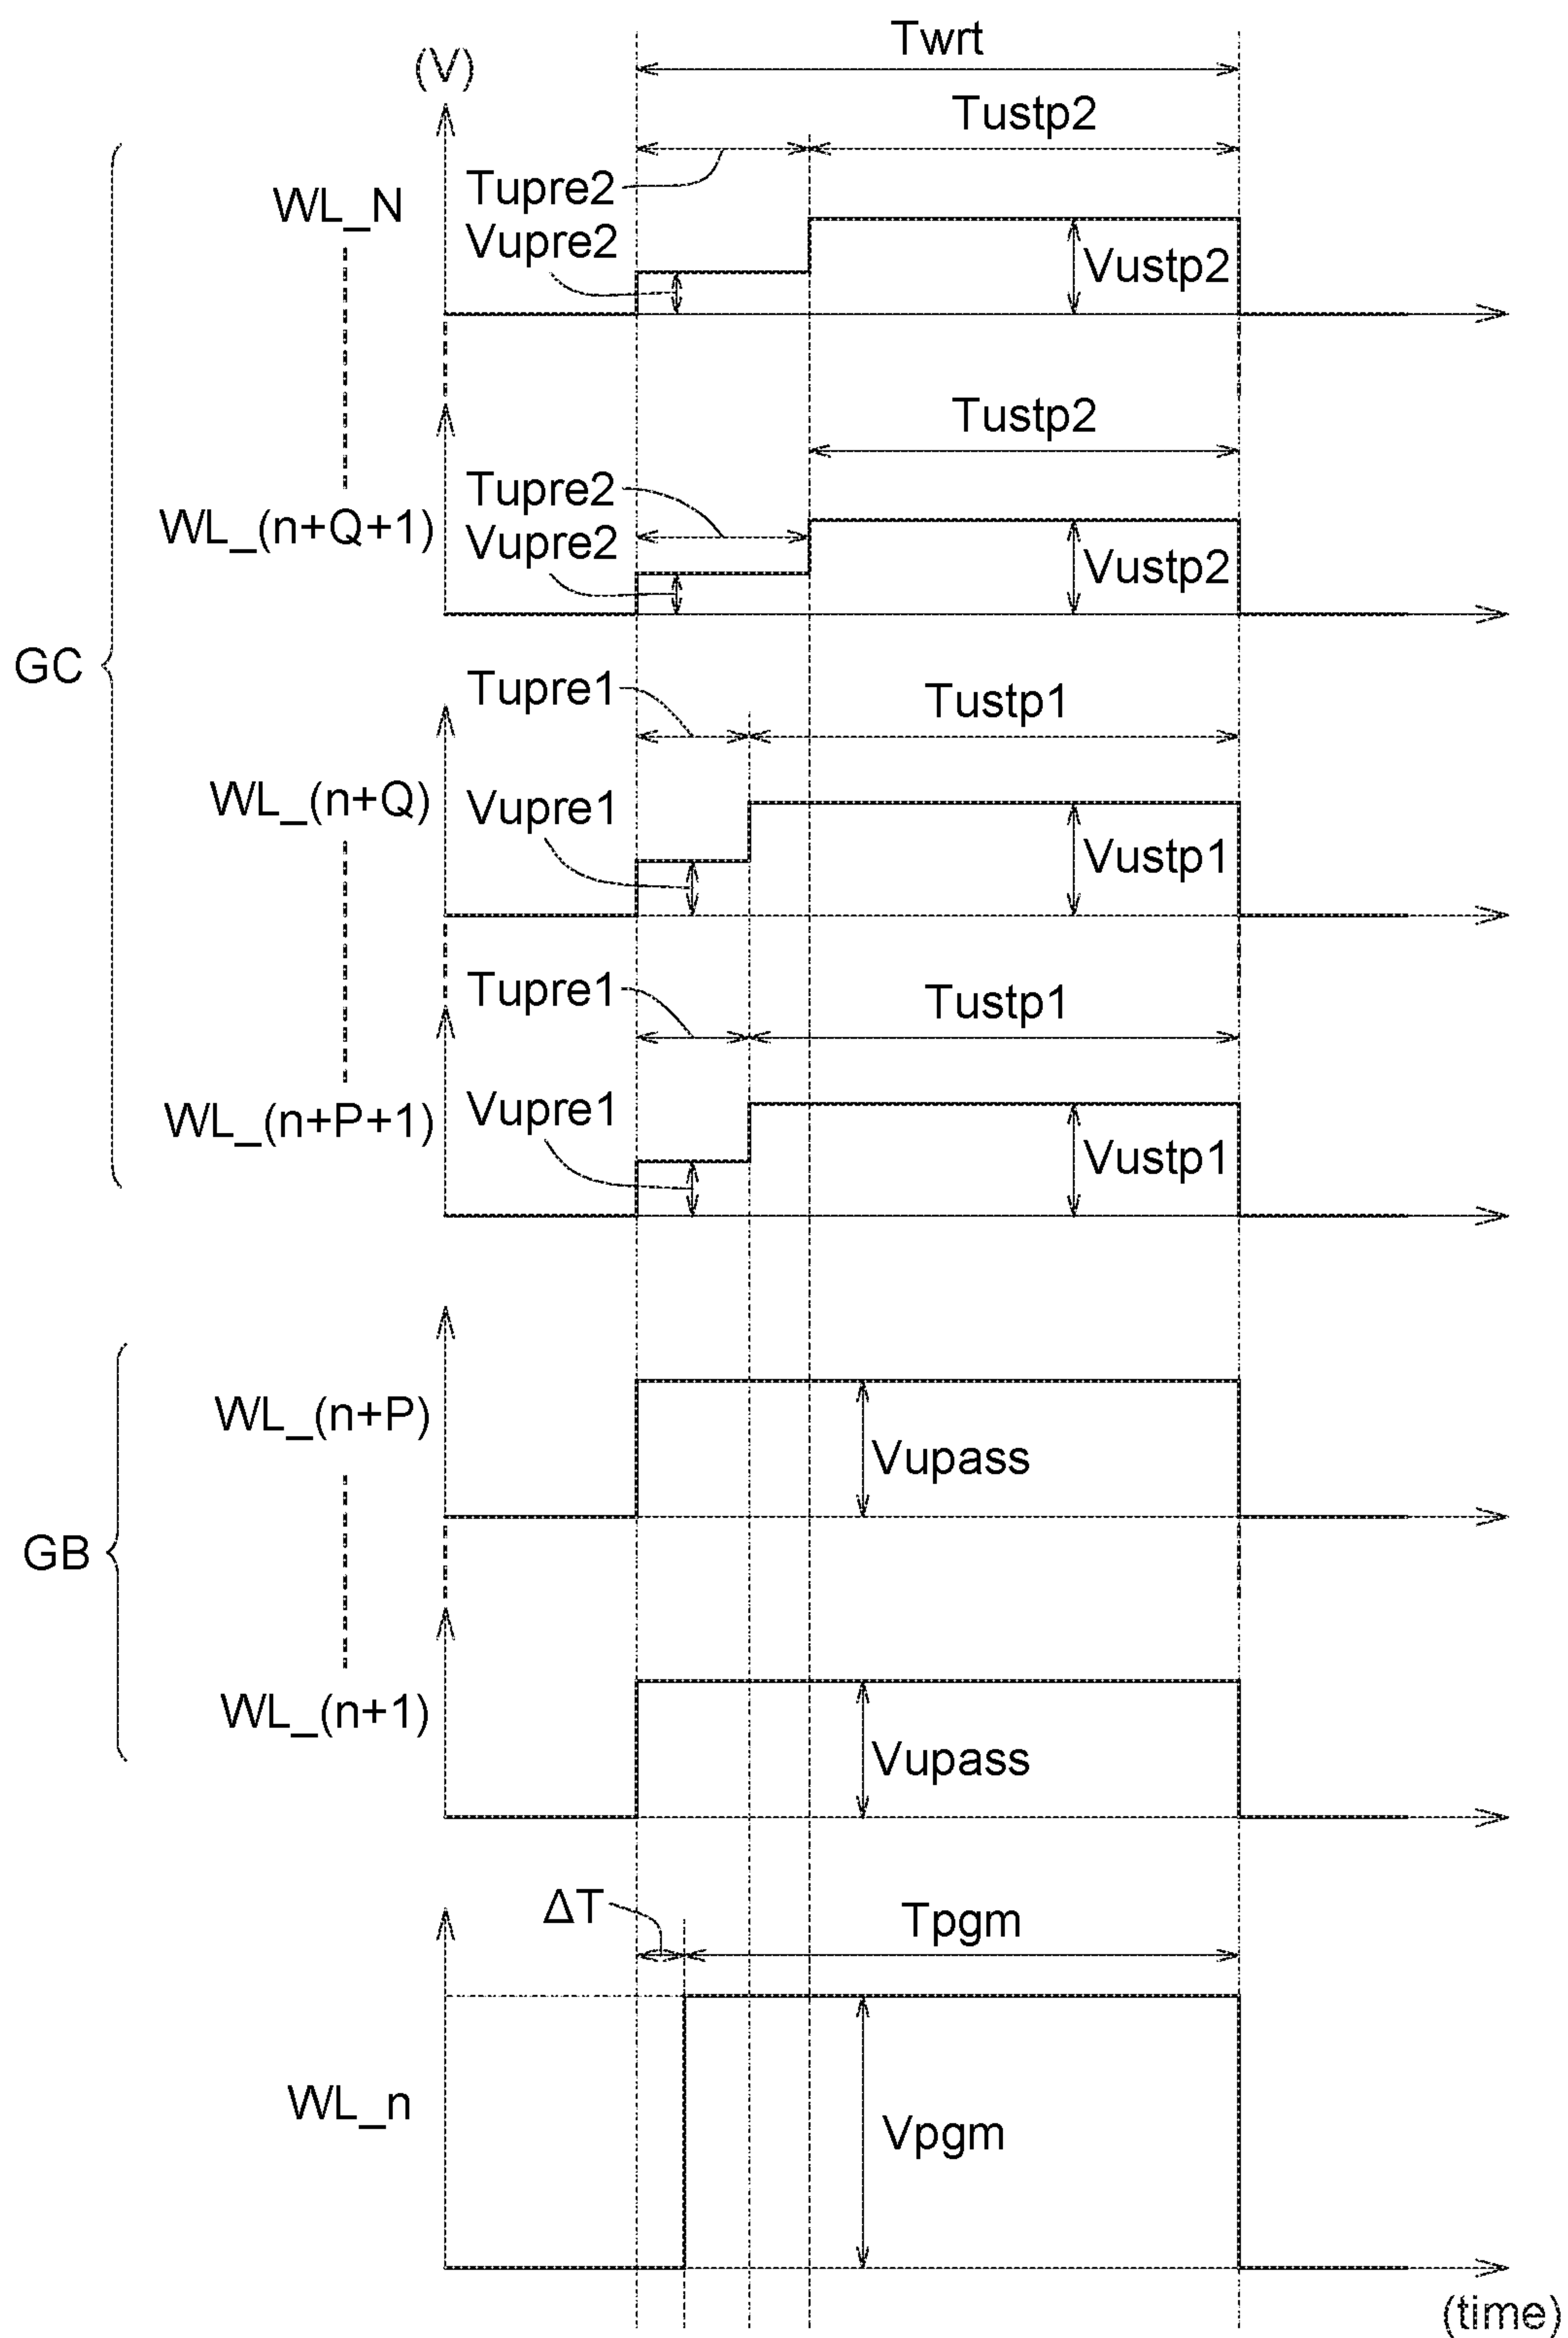 Twrt
(V)
Tustp2
WL_N
Tupre2
Vupre2
Vustp2
Tustp2
Tupre2
WL_(n+Q+1)
Vupre2
Vustp2
GC
Tupre1
Tustp1
WL_(n+Q)
Vupre1
Vustp1
Tupre1
Tustp1
WL_(n+P+1)
Vupre1
Vustp1
WL_(n+P)
Vupass
GB
WL_(n+1)
Vupass
ΔT
Tpgm
WL_n
Vpgm
(time)